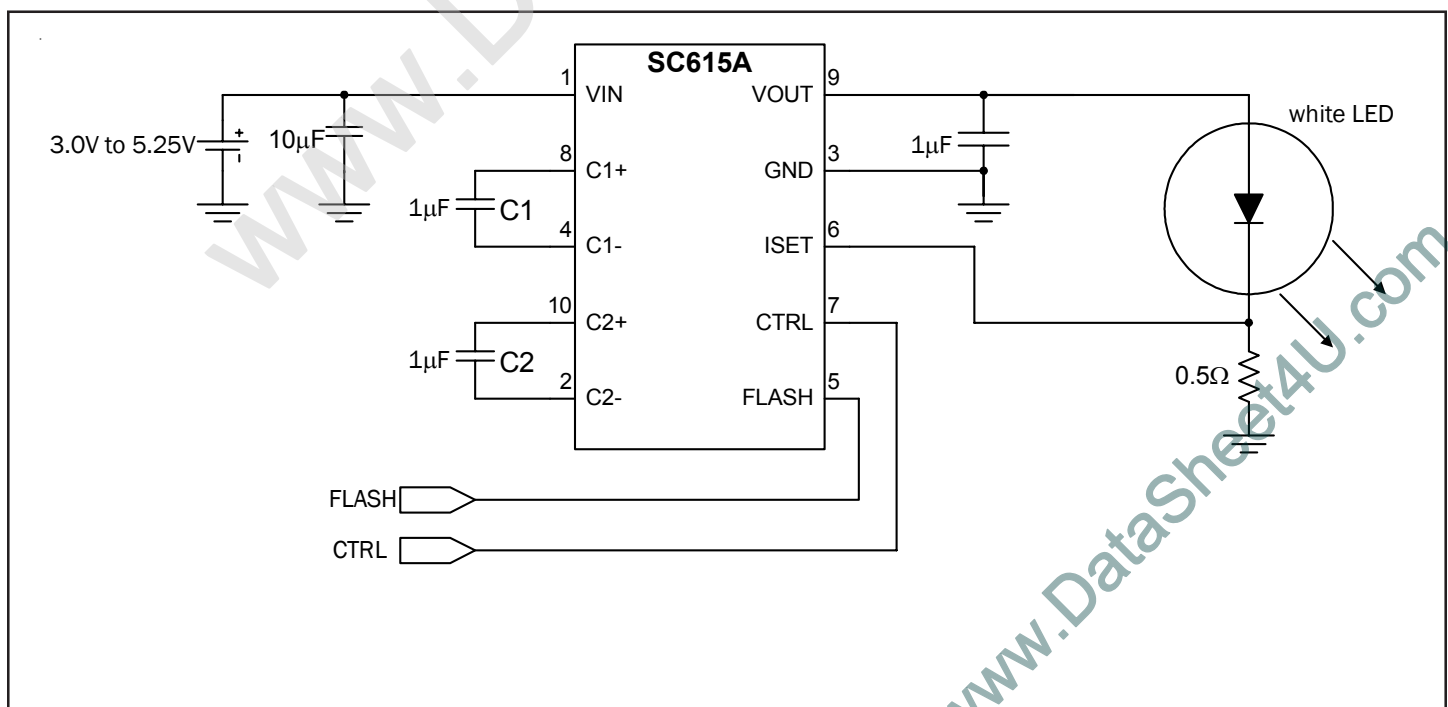 SC615A
1
VIN
VOUT
9
white LED
3.0V to 5.25V
+
-
10µF
1µF
8
C1+
GND
3
1µF
C1
4
C1-
ISET
6
10
C2+
CTRL
7
1µF
C2
2
C2-
FLASH
5
0.5Ω
FLASH
CTRL
www.D
www.DataSheet4U.com